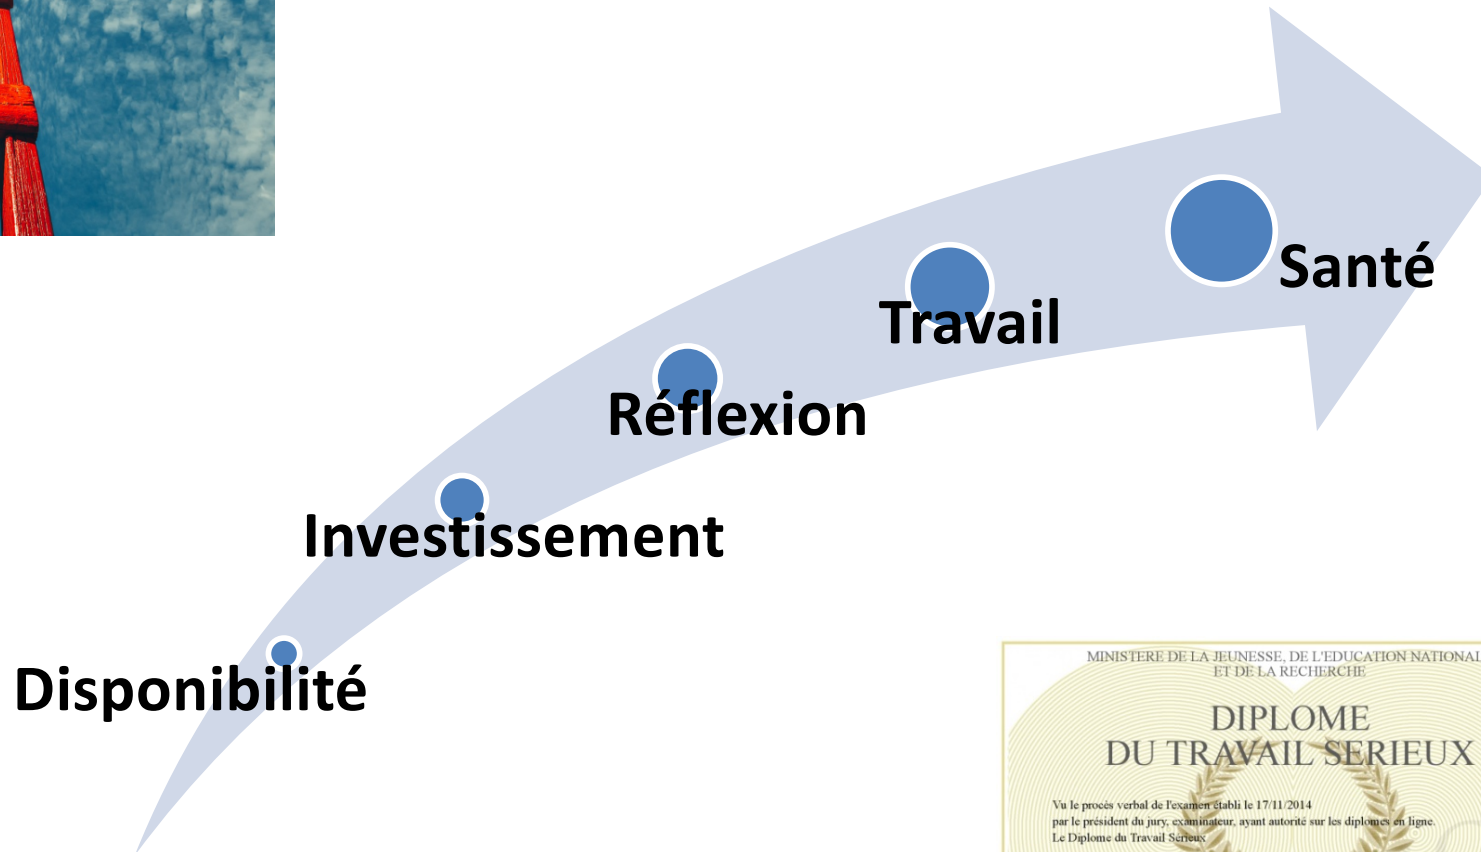 Santé
Travail
Réflexion
Investissement
Disponibilité
MINISTERE DE LA JEUNESSE, DE L'EDUCATION NATIONAL
ET DE LA RECHERCHE
DIPLOME
DU TRAVAIL SERIEUX
Vu le procès verbal de l'examen établi le 17/11/2014
par le président du jury, examinateur, ayant autorité sur les diplomes en ligne.
Le Diplome du Travail Sérieux